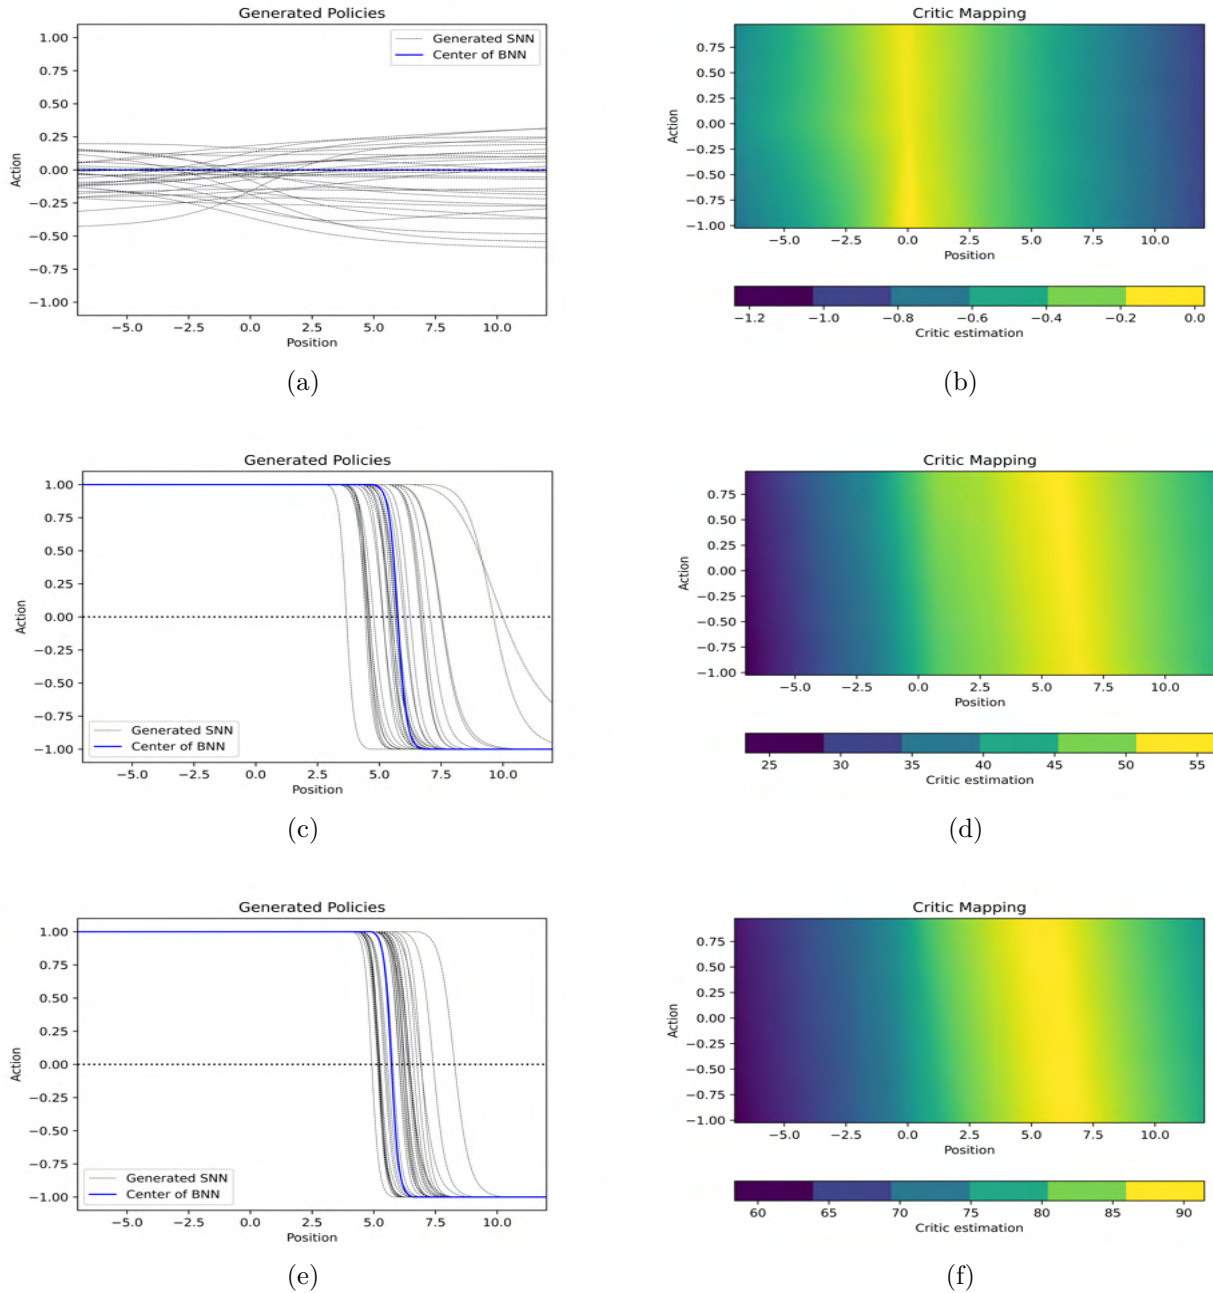 Generated Policies
1.00
0.75
0.50
0.25
0.00
−0.25
−0.50
−0.75
−1.00
Action
Generated SNN
Center of BNN
−5.0 −2.5 0.0 2.5 5.0 7.5 10.0
Position
(a)
Critic Mapping
0.75
0.50
0.25
−0.00
−0.25
−0.50
−0.75
−1.00
Action
−5.0 −2.5 0.0 2.5 5.0 7.5 10.0
Position
−1.2 −1.0 −0.8 −0.6 −0.4 −0.2 0.0
Critic estimation
(b)
Generated Policies
1.00
0.75
0.50
0.25
0.00
−0.25
−0.50
−0.75
−1.00
Action
Generated SNN
Center of BNN
−5.0 −2.5 0.0 2.5 5.0 7.5 10.0
Position
(c)
Critic Mapping
0.75
0.50
0.25
0.00
−0.25
−0.50
−0.75
−1.00
Action
−5.0 −2.5 0.0 2.5 5.0 7.5 10.0
Position
25 30 35 40 45 50 55
Critic estimation
(d)
Generated Policies
1.00
0.75
0.50
0.25
0.00
−0.25
−0.50
−0.75
−1.00
Action
Generated SNN
Center of BNN
−5.0 −2.5 0.0 2.5 5.0 7.5 10.0
Position
(e)
Critic Mapping
0.75
0.50
0.25
0.00
−0.25
−0.50
−0.75
−1.00
Action
−5.0 −2.5 0.0 2.5 5.0 7.5 10.0
Position
60 65 70 75 80 85 90
Critic estimation
(f)